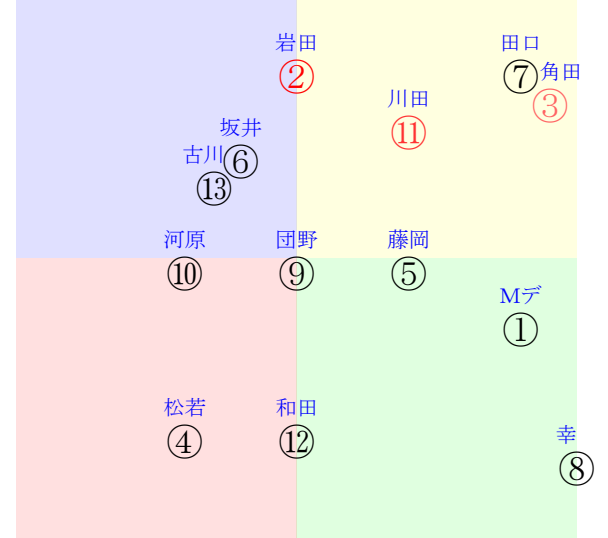 岩田
②
田口
⑦
角田
③
川田
⑪
坂井
⑥
古川
⑬
河原
⑩
団野
⑨
藤岡
⑤
Mデ
①
松若
④
和田
⑫
幸
⑧